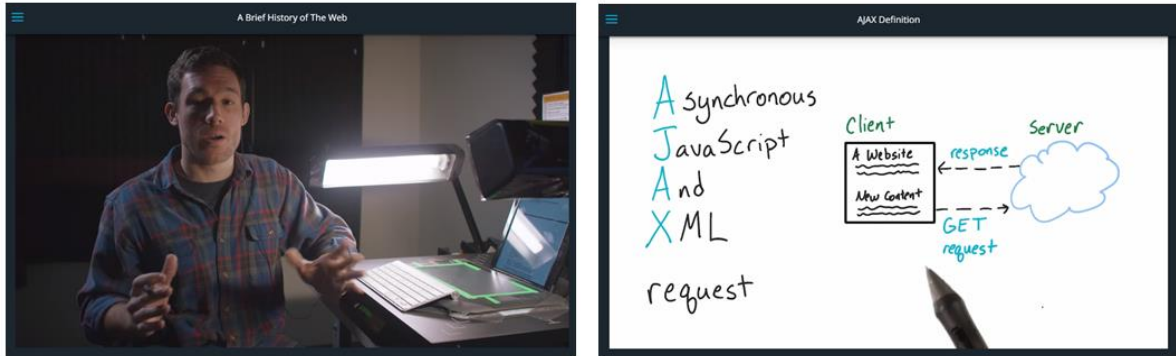 A Brief History of The Web
AJAX Definition
Asynchronous
JavaScript
And
XML
request
Client
Server
A Website
response
New Content
GET
request